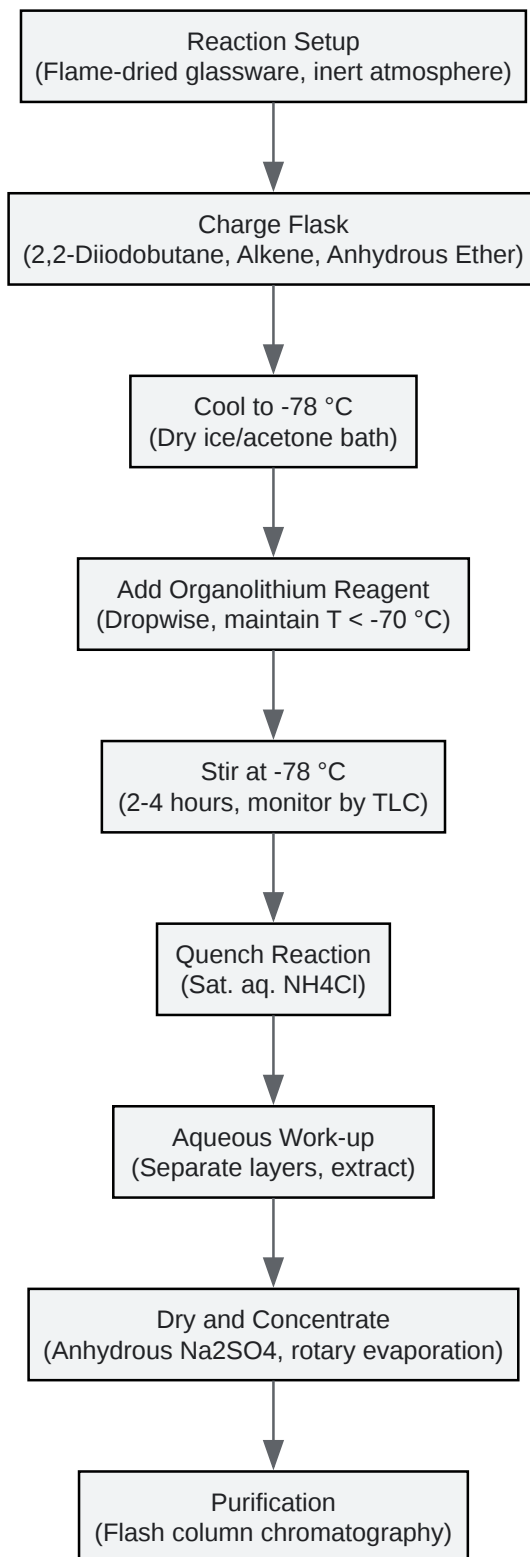 Reaction Setup
(Flame-dried glassware, inert atmosphere)
Charge Flask
(2,2-Diiodobutane, Alkene, Anhydrous Ether)
Cool to -78 °C
(Dry ice/acetone bath)
Add Organolithium Reagent
(Dropwise, maintain T < -70 °C)
Stir at -78 °C
(2-4 hours, monitor by TLC)
Quench Reaction
(Sat. aq. NH4Cl)
Aqueous Work-up
(Separate layers, extract)
Dry and Concentrate
(Anhydrous Na2SO4, rotary evaporation)
Purification
(Flash column chromatography)